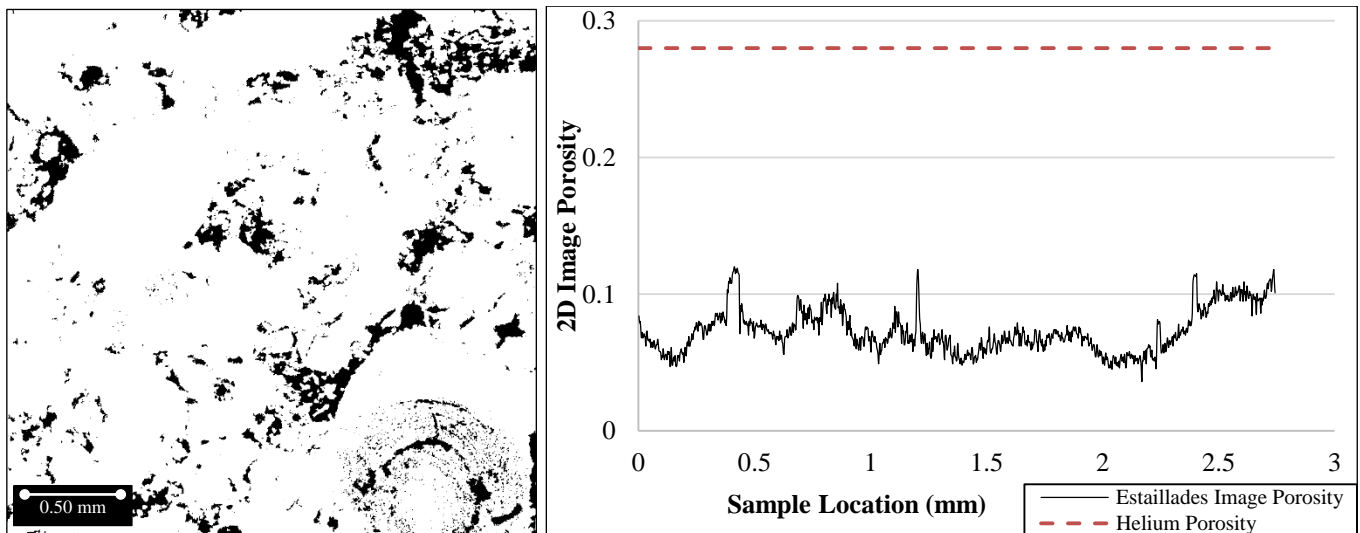 0.50 mm
0.3
0.2
0.1
0
2D Image Porosity
0 0.5 1 1.5 2 2.5 3
Sample Location (mm)
Estaillades Image Porosity
Helium Porosity